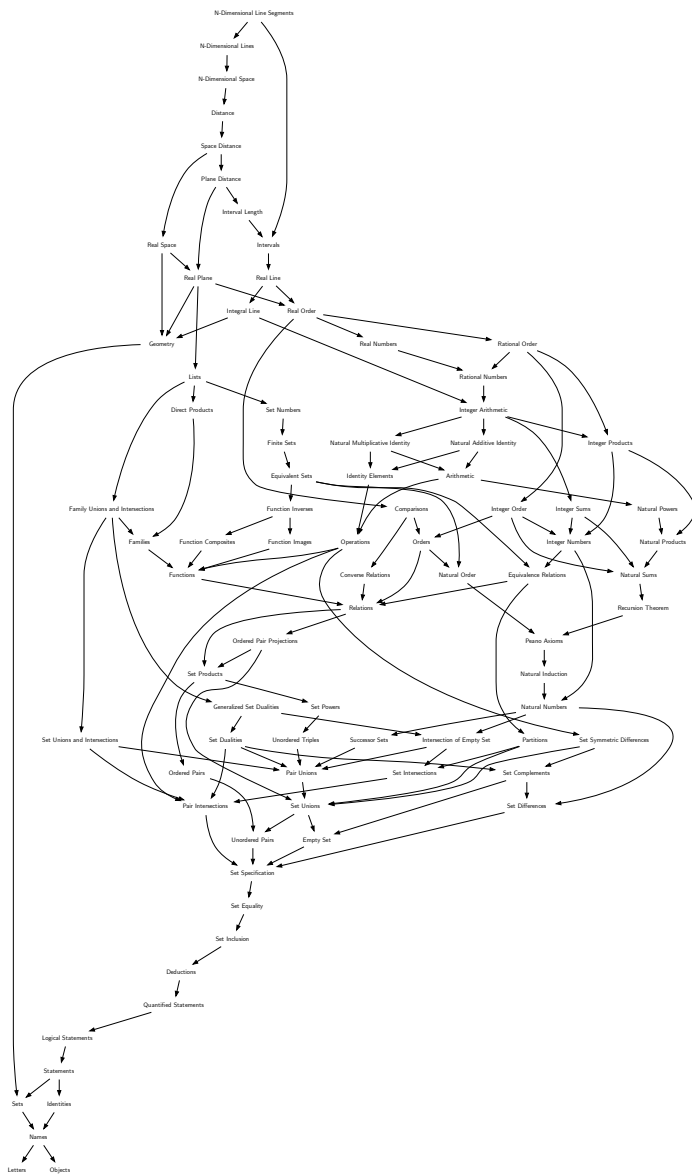 N-Dimensional Line Segments
N-Dimensional Lines
N-Dimensional Space
Distance
Space Distance
Plane Distance
Interval Length
Real Space
Intervals
Real Plane
Real Line
Integral Line
Real Order
Geometry
Real Numbers
Rational Order
Lists
Rational Numbers
Direct Products
Set Numbers
Integer Arithmetic
Finite Sets
Natural Multiplicative Identity
Natural Additive Identity
Integer Products
Equivalent Sets
Identity Elements
Arithmetic
Family Unions and Intersections
Function Inverses
Comparisons
Integer Order
Integer Sums
Natural Powers
Families
Function Composites
Function Images
Operations
Orders
Integer Numbers
Natural Products
Functions
Converse Relations
Natural Order
Equivalence Relations
Natural Sums
Relations
Recursion Theorem
Ordered Pair Projections
Peano Axioms
Set Products
Natural Induction
Generalized Set Dualities
Set Powers
Natural Numbers
Set Unions and Intersections
Set Dualities
Unordered Triples
Successor Sets
Intersection of Empty Set
Partitions
Set Symmetric Differences
Ordered Pairs
Pair Unions
Set Intersections
Set Complements
Pair Intersections
Set Unions
Set Differences
Unordered Pairs
Empty Set
Set Specification
Set Equality
Set Inclusion
Deductions
Quantified Statements
Logical Statements
Statements
Sets
Identities
Names
Letters
Objects